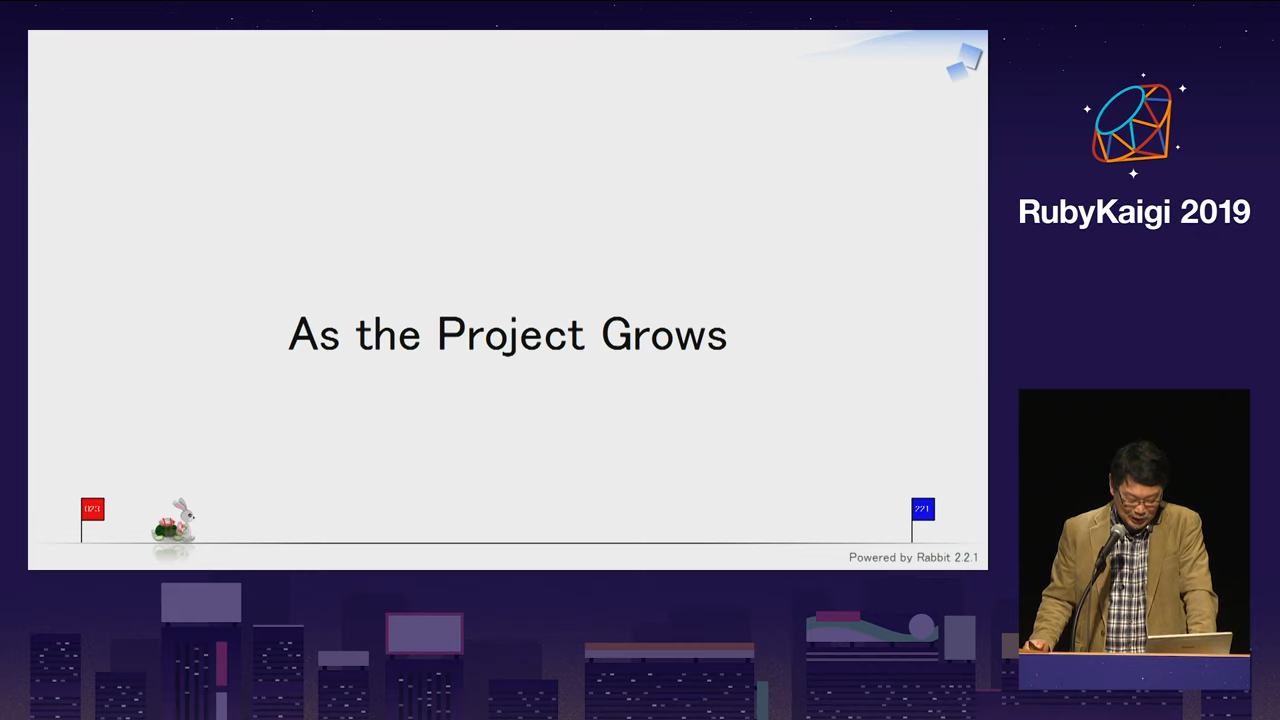 As the Project Grows
023
221
Powered by Rabbit 2.2.1
RubyKaigi 2019